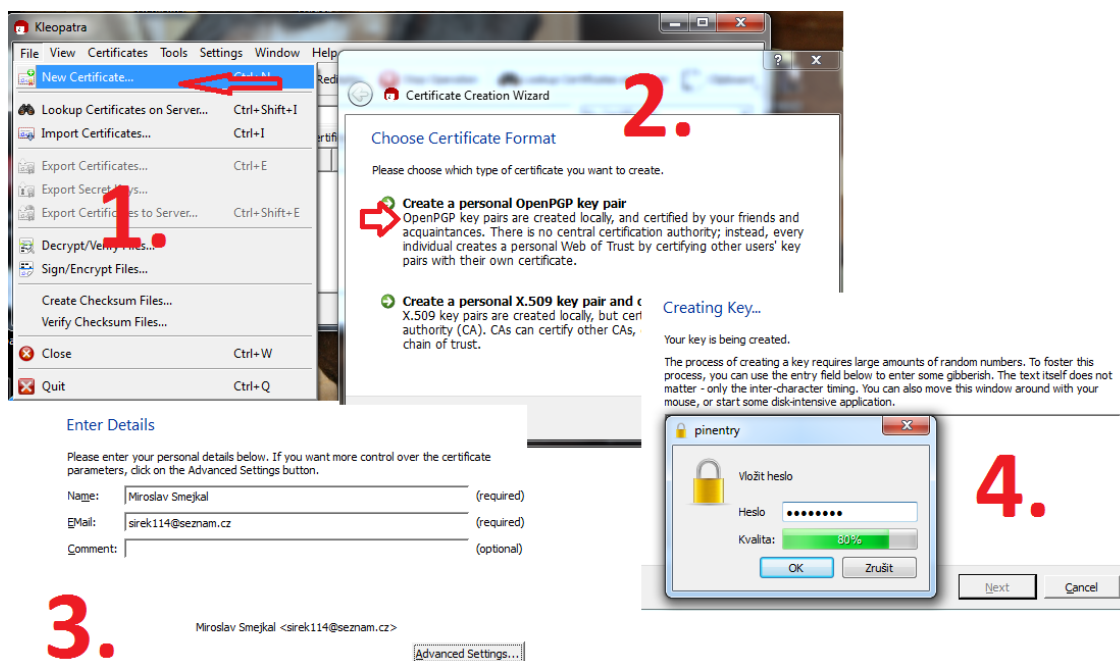 Kleopatra
File View Certificates Tools Settings Window Help
New Certificate... Ctrl+N
Lookup Certificates on Server... Ctrl+Shift+I
Import Certificates... Ctrl+I
Export Certificates... Ctrl+E
Export Secret Keys...
Export Certificates to Server... Ctrl+Shift+E
Decrypt/Verify Files...
Sign/Encrypt Files...
Create Checksum Files...
Verify Checksum Files...
Close Ctrl+W
Quit Ctrl+Q
1.
Certificate Creation Wizard
2.
Choose Certificate Format
Please choose which type of certificate you want to create.
Create a personal OpenPGP key pair
OpenPGP key pairs are created locally, and certified by your friends and
acquaintances. There is no central certification authority; instead, every
individual creates a personal Web of Trust by certifying other users' key
pairs with their own certificate.
Create a personal X.509 key pair and c
X.509 key pairs are created locally, but cert
authority (CA). CAs can certify other CAs,
chain of trust.
Enter Details
Please enter your personal details below. If you want more control over the certificate
parameters, click on the Advanced Settings button.
Name: Miroslav Smejkal (required)
EMail: sirek114@seznam.cz (required)
Comment: (optional)
3.
Miroslav Smejkal <sirek114@seznam.cz>
Advanced Settings...
Creating Key...
Your key is being created.
The process of creating a key requires large amounts of random numbers. To foster this
process, you can use the entry field below to enter some gibberish. The text itself does not
matter - only the inter-character timing. You can also move this window around with your
mouse, or start some disk-intensive application.
pinentry
Vložit heslo
Heslo ●●●●●●●●
Kvalita: 80%
OK Zrušit
4.
Next Cancel